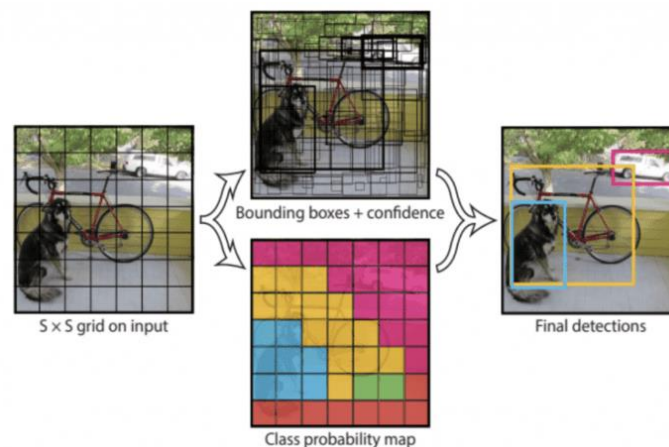 Bounding boxes + confidence
S × S grid on input
Final detections
Class probability map